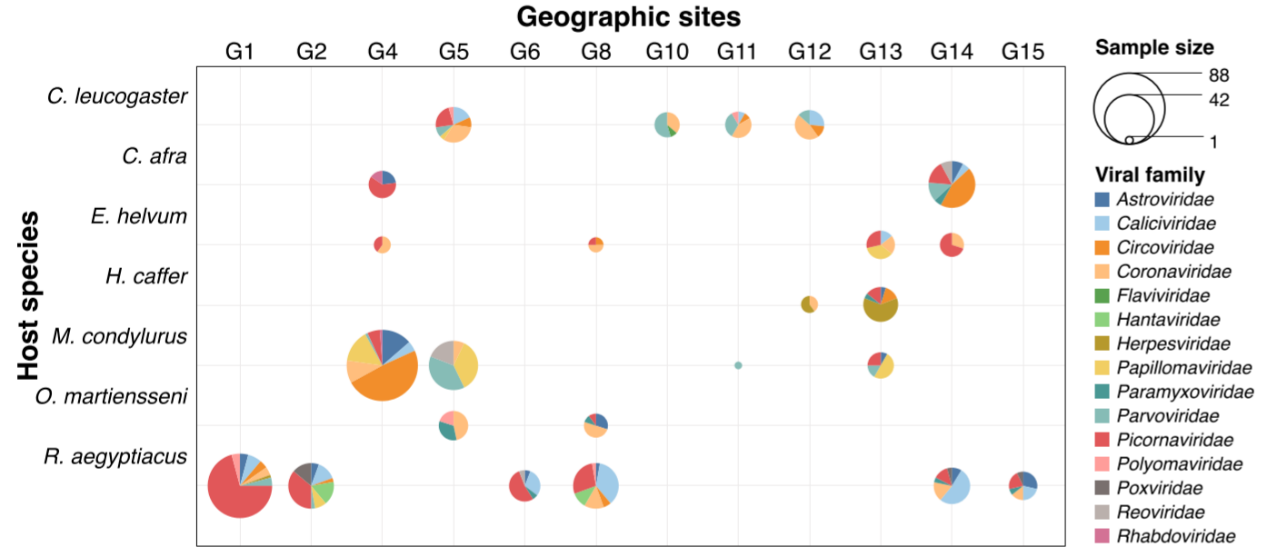 Geographic sites
G1 G2 G4 G5 G6 G8 G10 G11 G12 G13 G14 G15
Host species
C. leucogaster
C. afra
E. helvum
H. caffer
M. condylurus
O. martiensseni
R. aegyptiacus
Sample size
88
42
1
Viral family
Astroviridae
Caliciviridae
Circoviridae
Coronaviridae
Flaviviridae
Hantaviridae
Herpesviridae
Papillomaviridae
Paramyxoviridae
Parvoviridae
Picornaviridae
Polyomaviridae
Poxviridae
Reoviridae
Rhabdoviridae